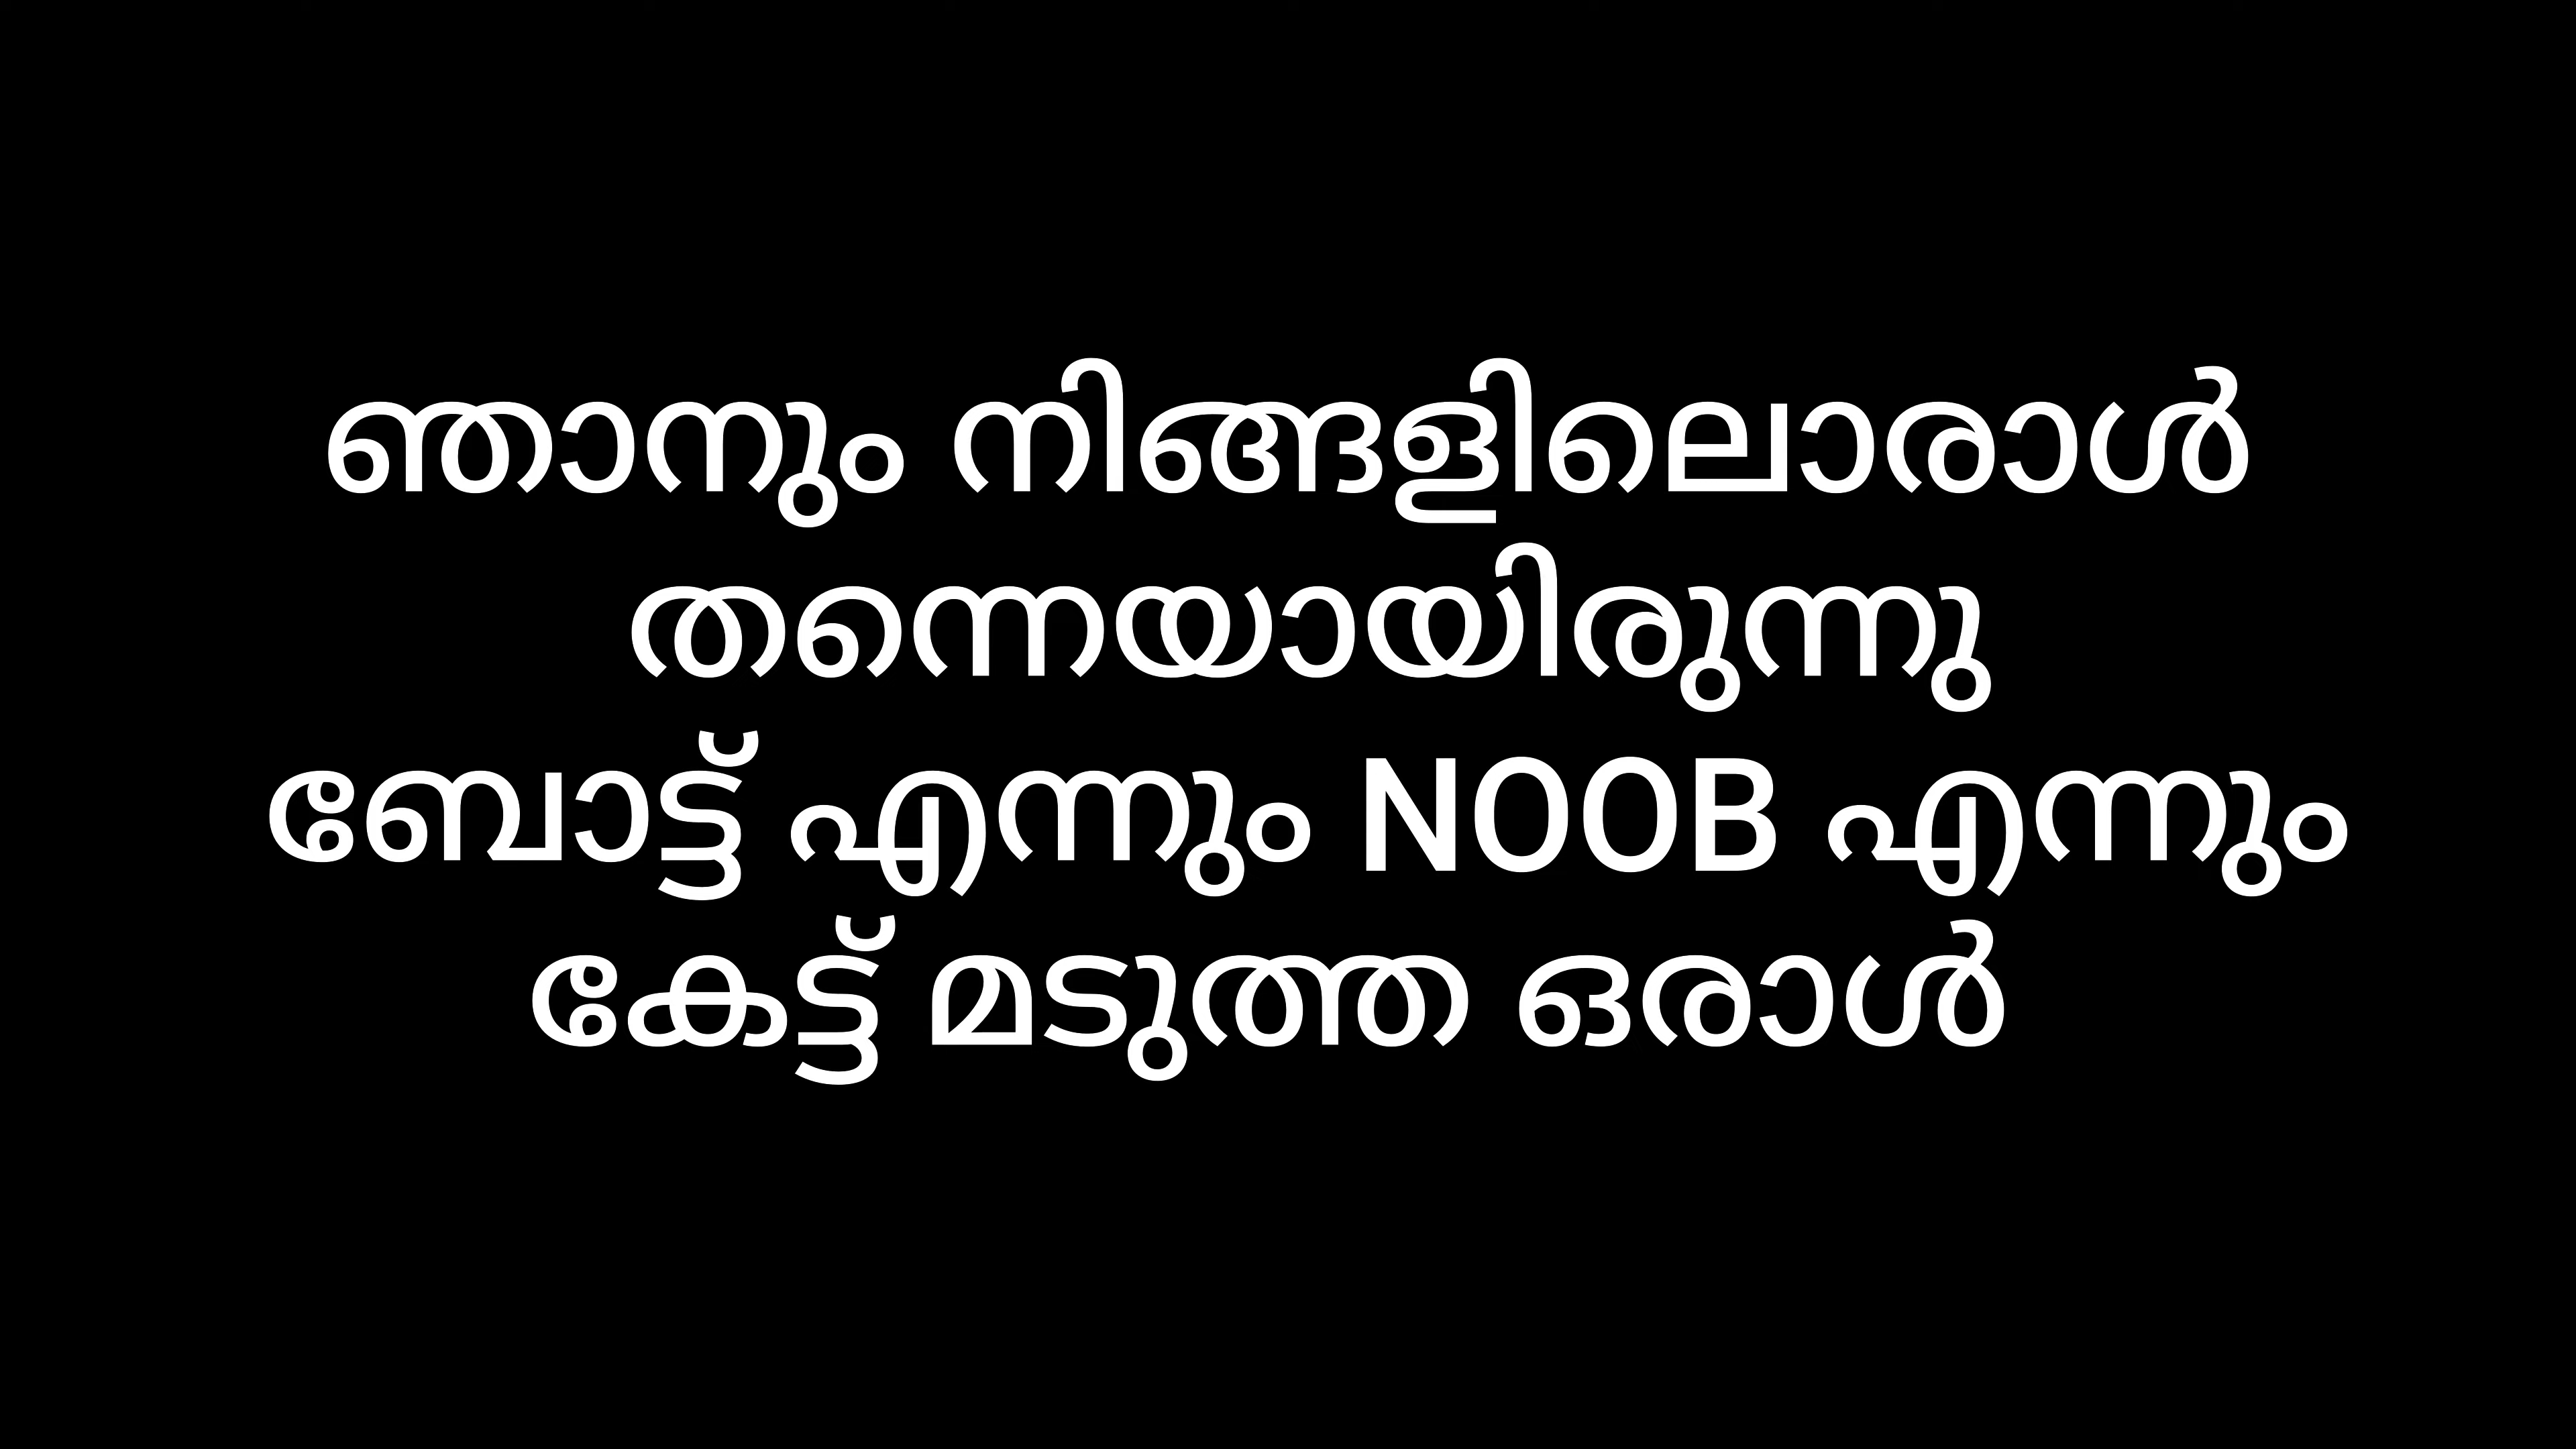 ഞാനും നിങ്ങളിലൊരാൾ
തന്നെയായിരുന്നു
ബോട്ട് എന്നും NOOB എന്നും
കേട്ട് മടുത്ത ഒരാൾ